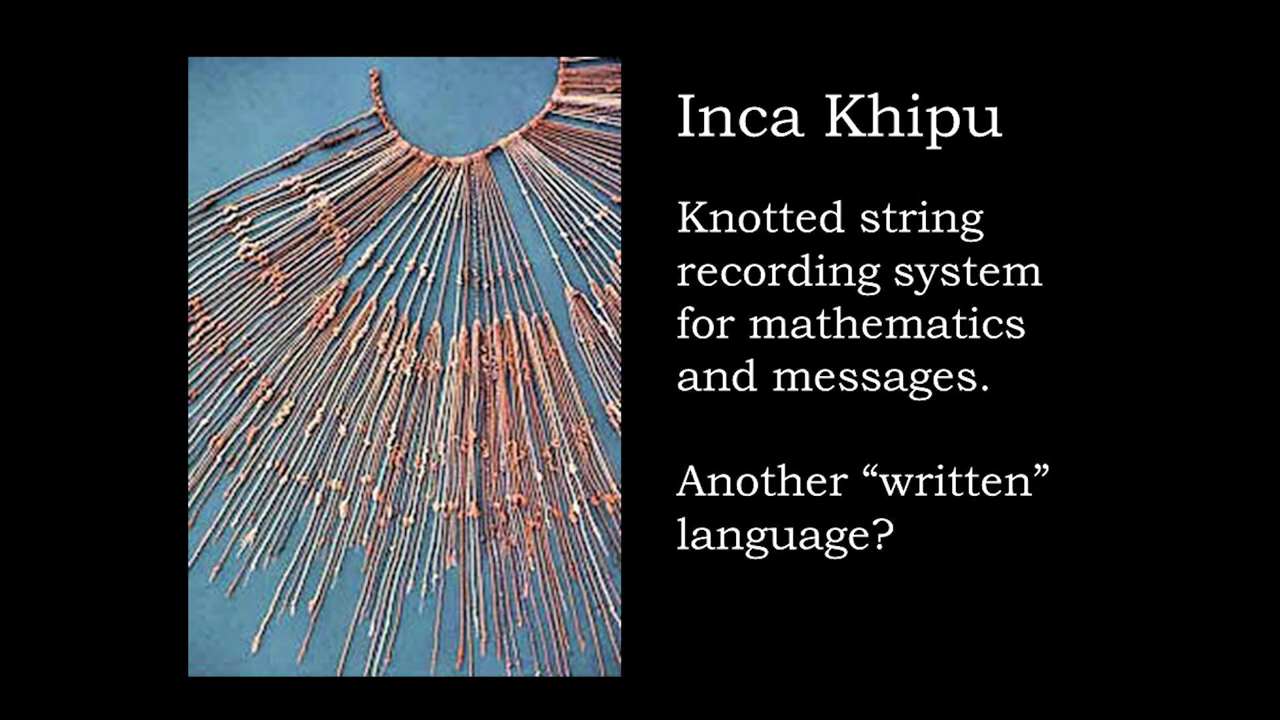 Inca Khipu
Knotted string
recording system
for mathematics
and messages.
Another “written”
language?